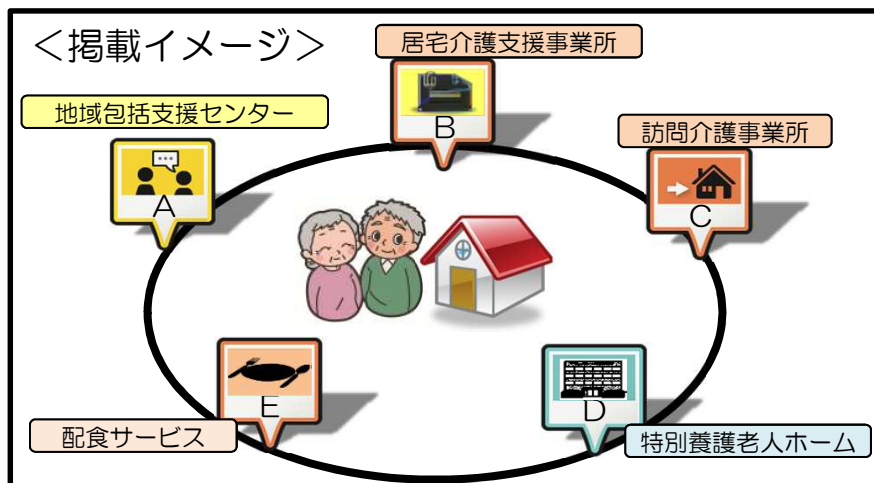 ＜掲載イメージ＞
居宅介護支援事業所
B
地域包括支援センター
A
訪問介護事業所
C
E
配食サービス
D
特別養護老人ホーム